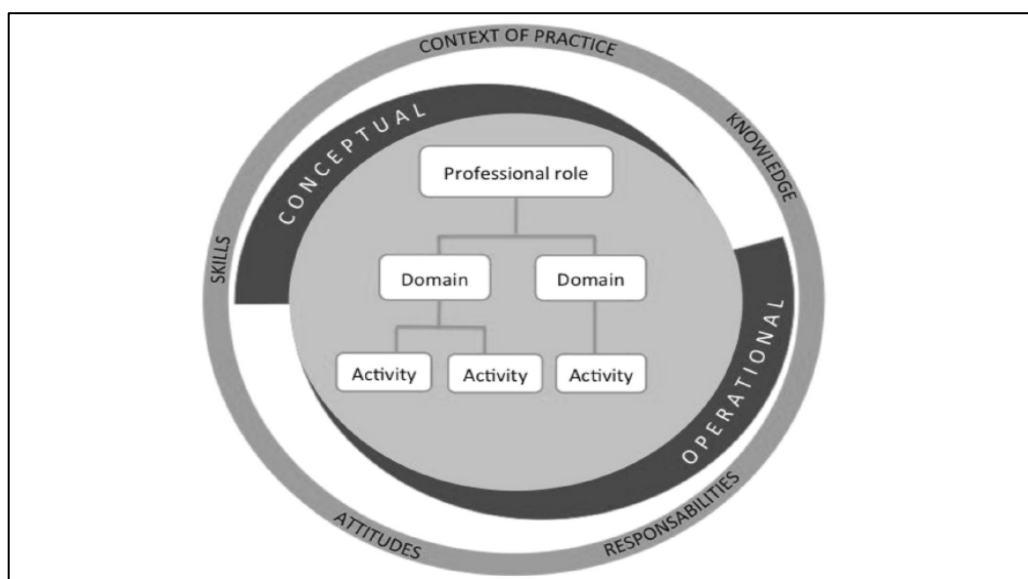 CONTEXT OF PRACTICE
KNOWLEDGE
CONCEPTUAL
Professional role
SKILLS
Domain
Domain
OPERATIONAL
Activity
Activity
Activity
ATTITUDES
RESPONSABILITIES